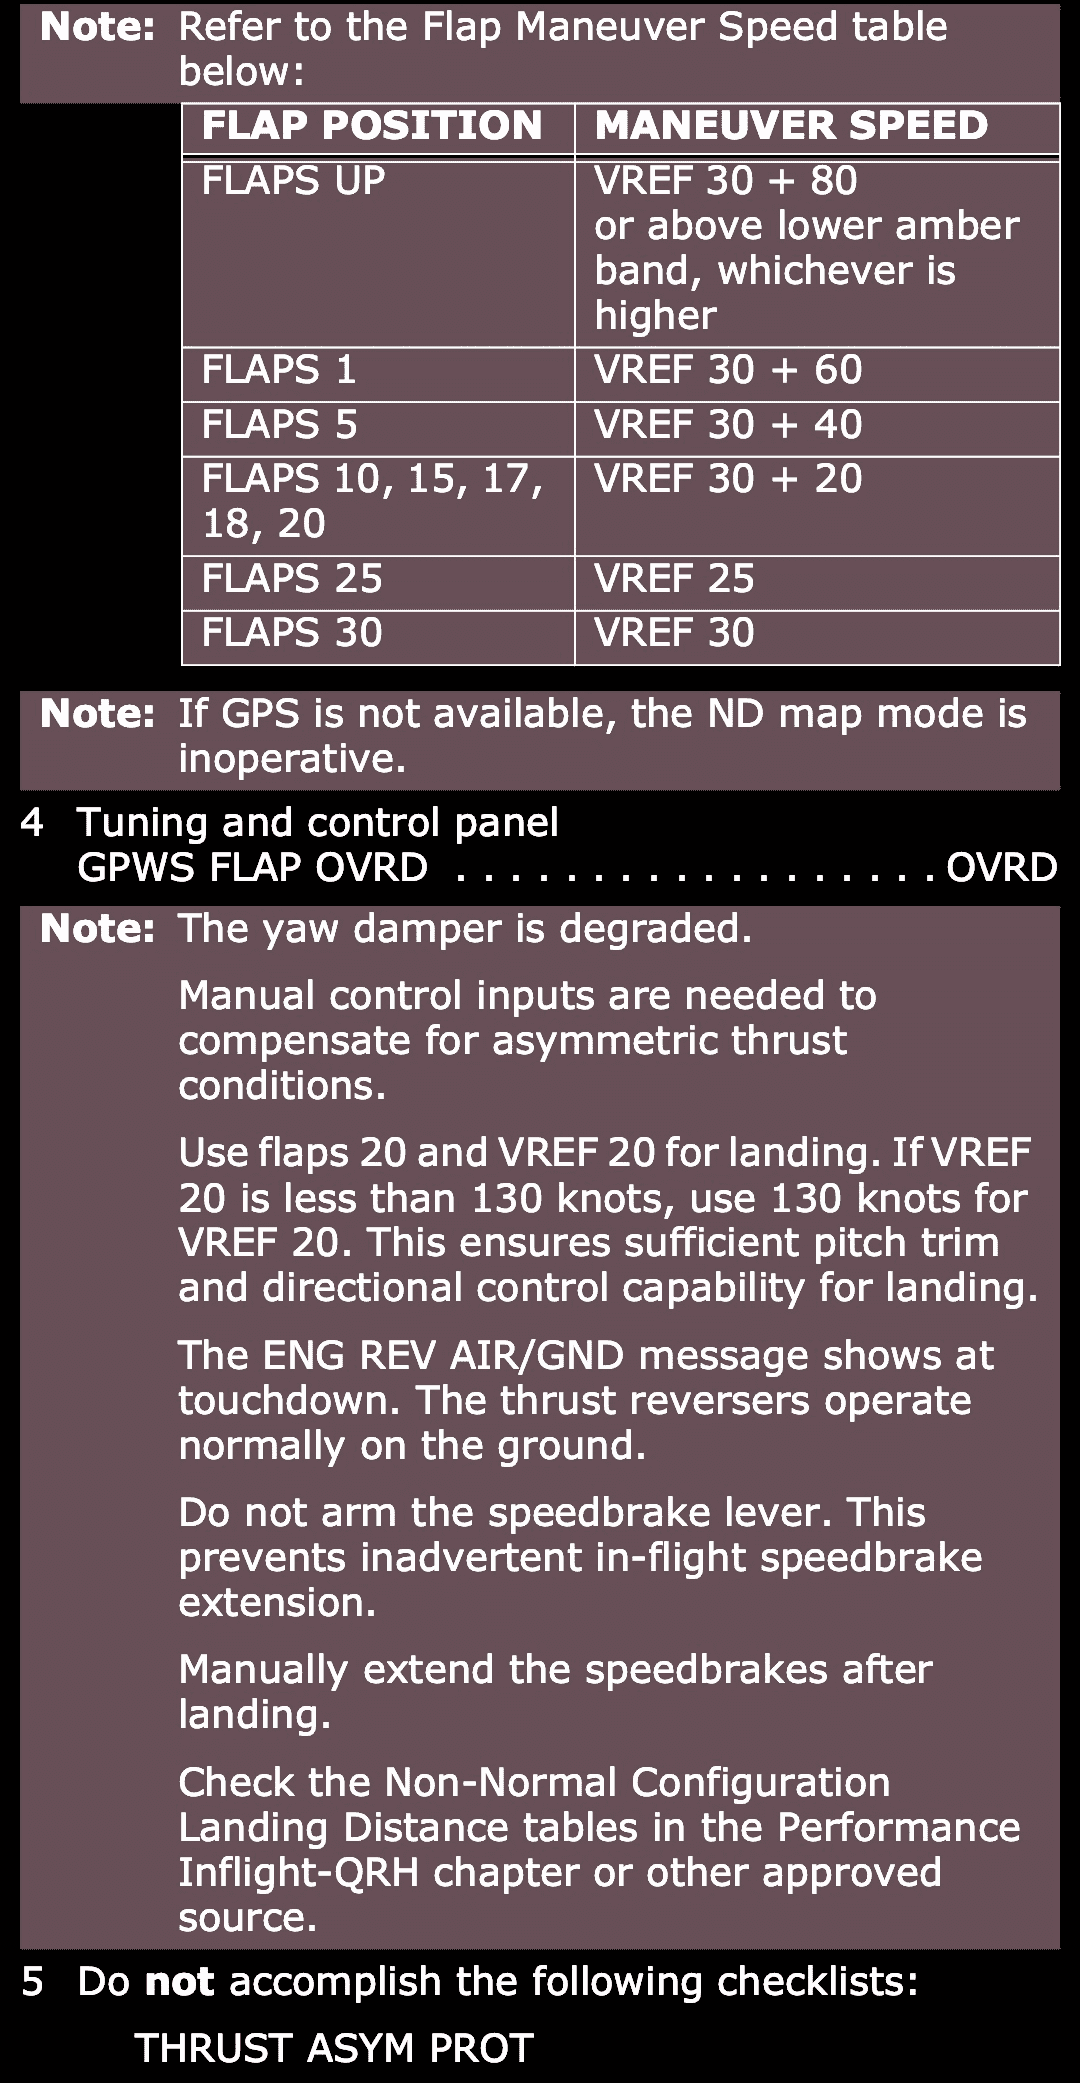 Note: Refer to the Flap Maneuver Speed table
below:
FLAP POSITION MANEUVER SPEED
FLAPS UP VREF 30 + 80
or above lower amber
band, whichever is
higher
FLAPS 1 VREF 30 + 60
FLAPS 5 VREF 30 + 40
FLAPS 10, 15, 17, VREF 30 + 20
18, 20
FLAPS 25 VREF 25
FLAPS 30 VREF 30
Note: If GPS is not available, the ND map mode is
inoperative.
4 Tuning and control panel
GPWS FLAP OVRD . . . . . . . . . . . . . . . . . . OVRD
Note: The yaw damper is degraded.
Manual control inputs are needed to
compensate for asymmetric thrust
conditions.
Use flaps 20 and VREF 20 for landing. If VREF
20 is less than 130 knots, use 130 knots for
VREF 20. This ensures sufficient pitch trim
and directional control capability for landing.
The ENG REV AIR/GND message shows at
touchdown. The thrust reversers operate
normally on the ground.
Do not arm the speedbrake lever. This
prevents inadvertent in-flight speedbrake
extension.
Manually extend the speedbrakes after
landing.
Check the Non-Normal Configuration
Landing Distance tables in the Performance
Inflight-QRH chapter or other approved
source.
5 Do not accomplish the following checklists:
THRUST ASYM PROT